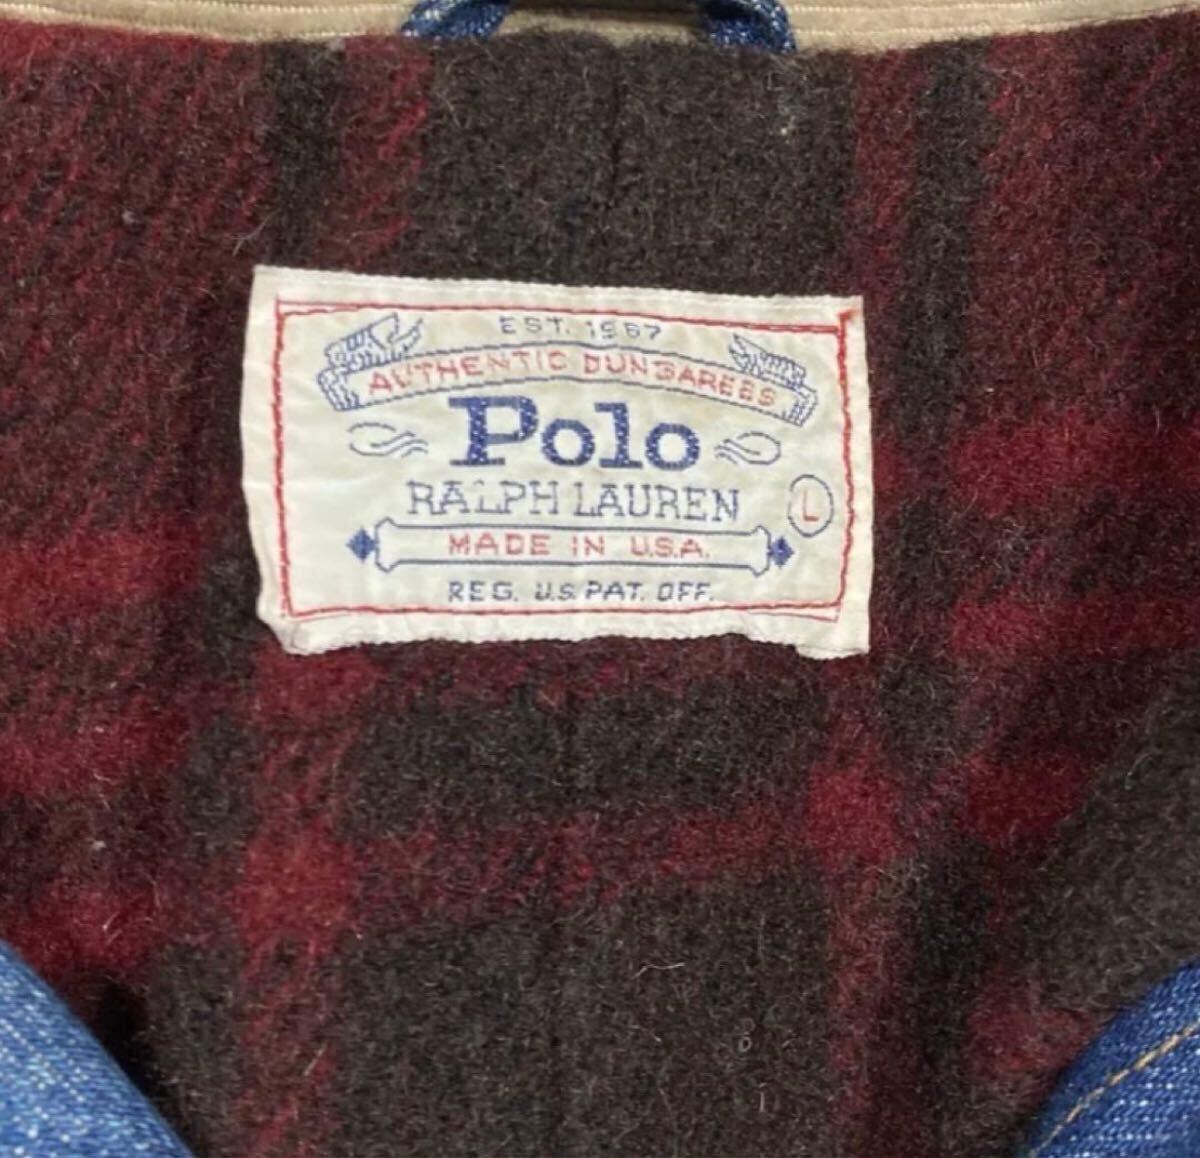 EST. 1967
AUTHENTIC DUNGAREES
Polo
RALPH LAUREN
L
MADE IN U.S.A.
REG. U.S. PAT. OFF.